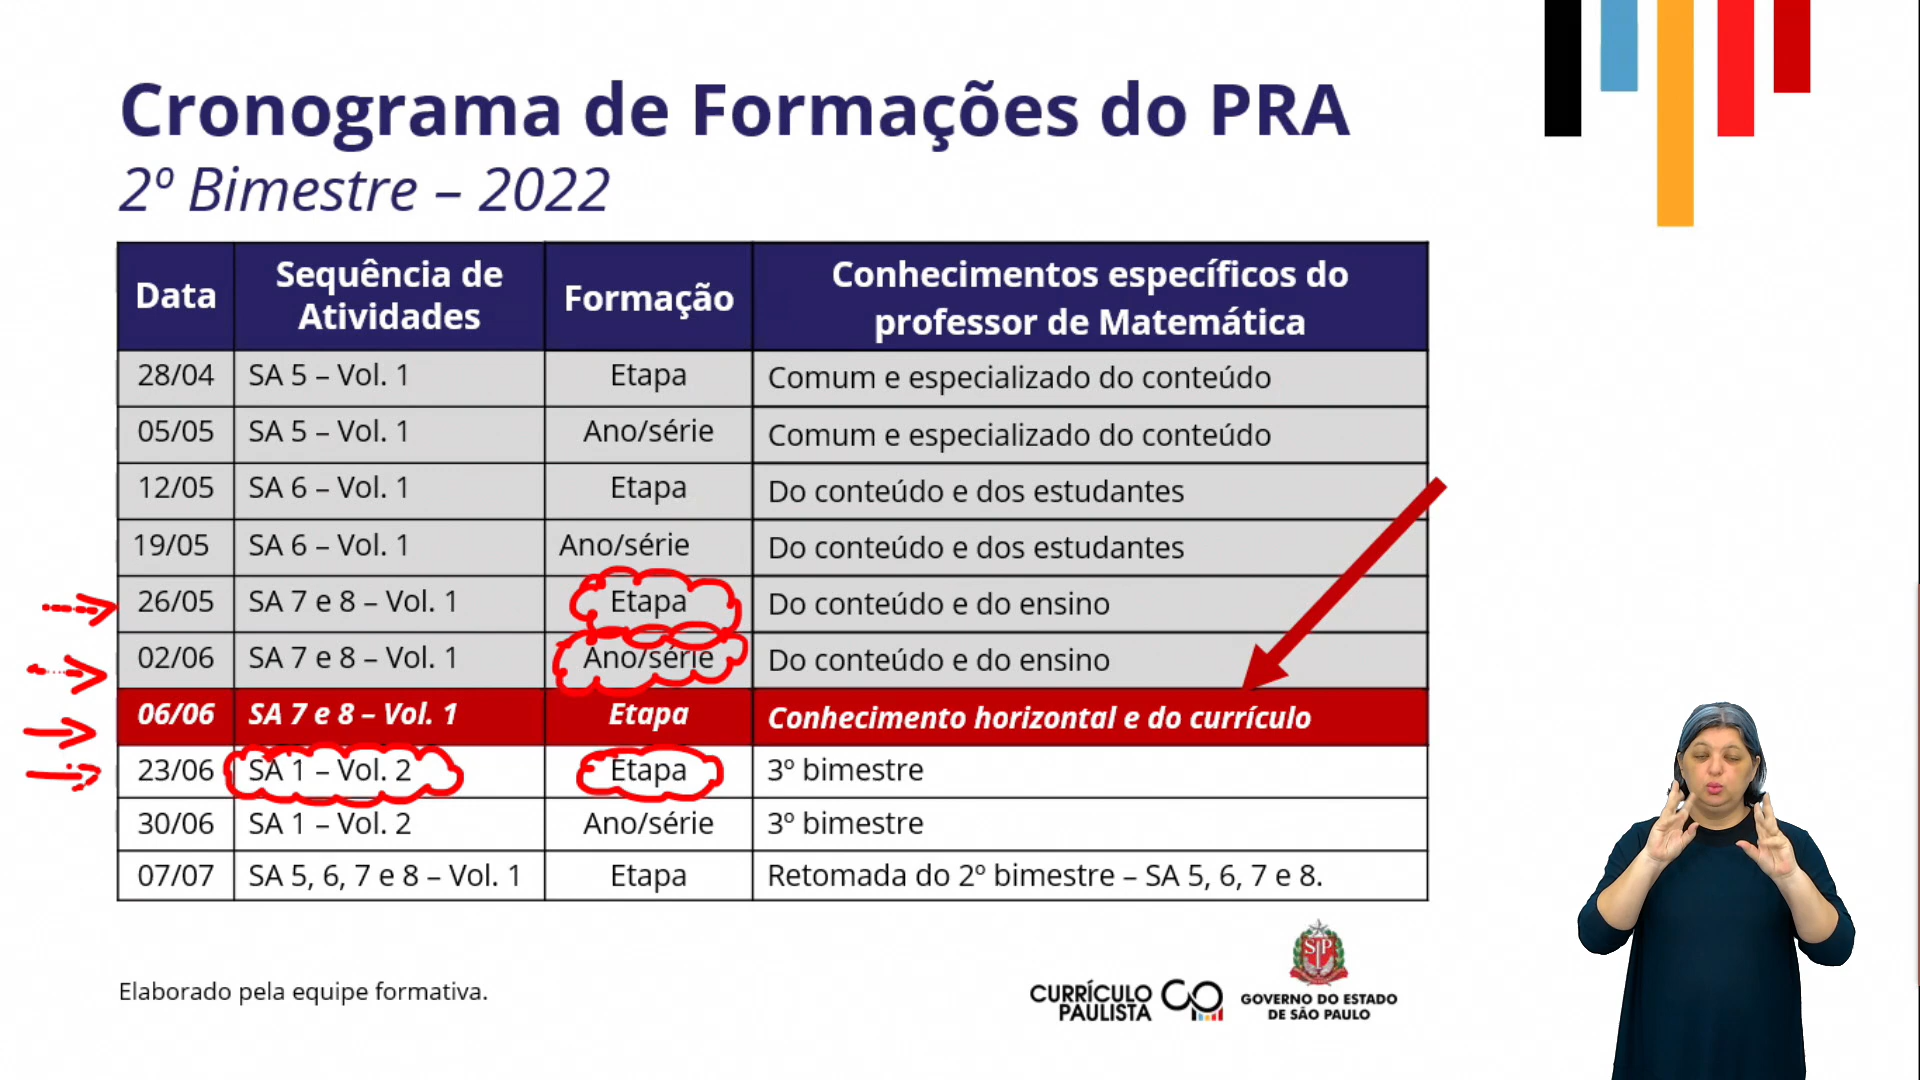 Cronograma de Formações do PRA
2º Bimestre – 2022
Data
Sequência de
Atividades
Formação
Conhecimentos específicos do
professor de Matemática
28/04 SA 5 – Vol. 1 Etapa Comum e especializado do conteúdo
05/05 SA 5 – Vol. 1 Ano/série Comum e especializado do conteúdo
12/05 SA 6 – Vol. 1 Etapa Do conteúdo e dos estudantes
19/05 SA 6 – Vol. 1 Ano/série Do conteúdo e dos estudantes
26/05 SA 7 e 8 – Vol. 1 Etapa Do conteúdo e do ensino
02/06 SA 7 e 8 – Vol. 1 Ano/série Do conteúdo e do ensino
06/06 SA 7 e 8 – Vol. 1 Etapa Conhecimento horizontal e do currículo
23/06 SA 1 – Vol. 2 Etapa 3º bimestre
30/06 SA 1 – Vol. 2 Ano/série 3º bimestre
07/07 SA 5, 6, 7 e 8 – Vol. 1 Etapa Retomada do 2º bimestre – SA 5, 6, 7 e 8.
Elaborado pela equipe formativa.
CURRÍCULO
PAULISTA
SP
GOVERNO DO ESTADO
DE SÃO PAULO